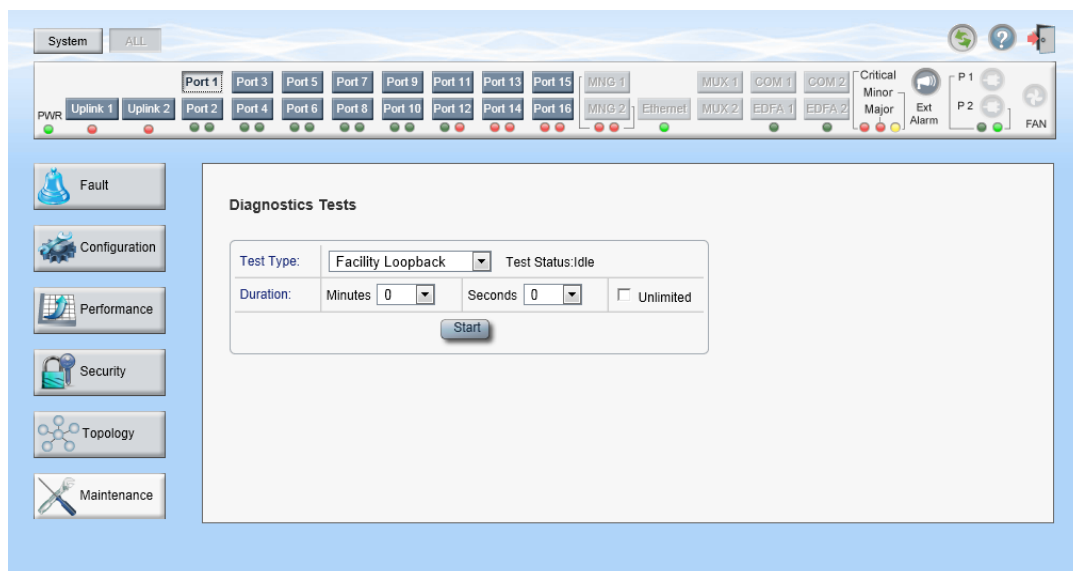 System ALL
Port 1 Port 3 Port 5 Port 7 Port 9 Port 11 Port 13 Port 15 MNG 1 MUX 1 COM 1 COM 2 Critical P 1
Minor
PWR Uplink 1 Uplink 2 Port 2 Port 4 Port 6 Port 8 Port 10 Port 12 Port 14 Port 16 MNG 2 Ethernet MUX 2 EDFA 1 EDFA 2 Major Ext Alarm P 2 FAN
Fault
Configuration
Performance
Security
Topology
Maintenance
Diagnostics Tests
Test Type: Facility Loopback Test Status:Idle
Duration: Minutes 0 Seconds 0 Unlimited
Start